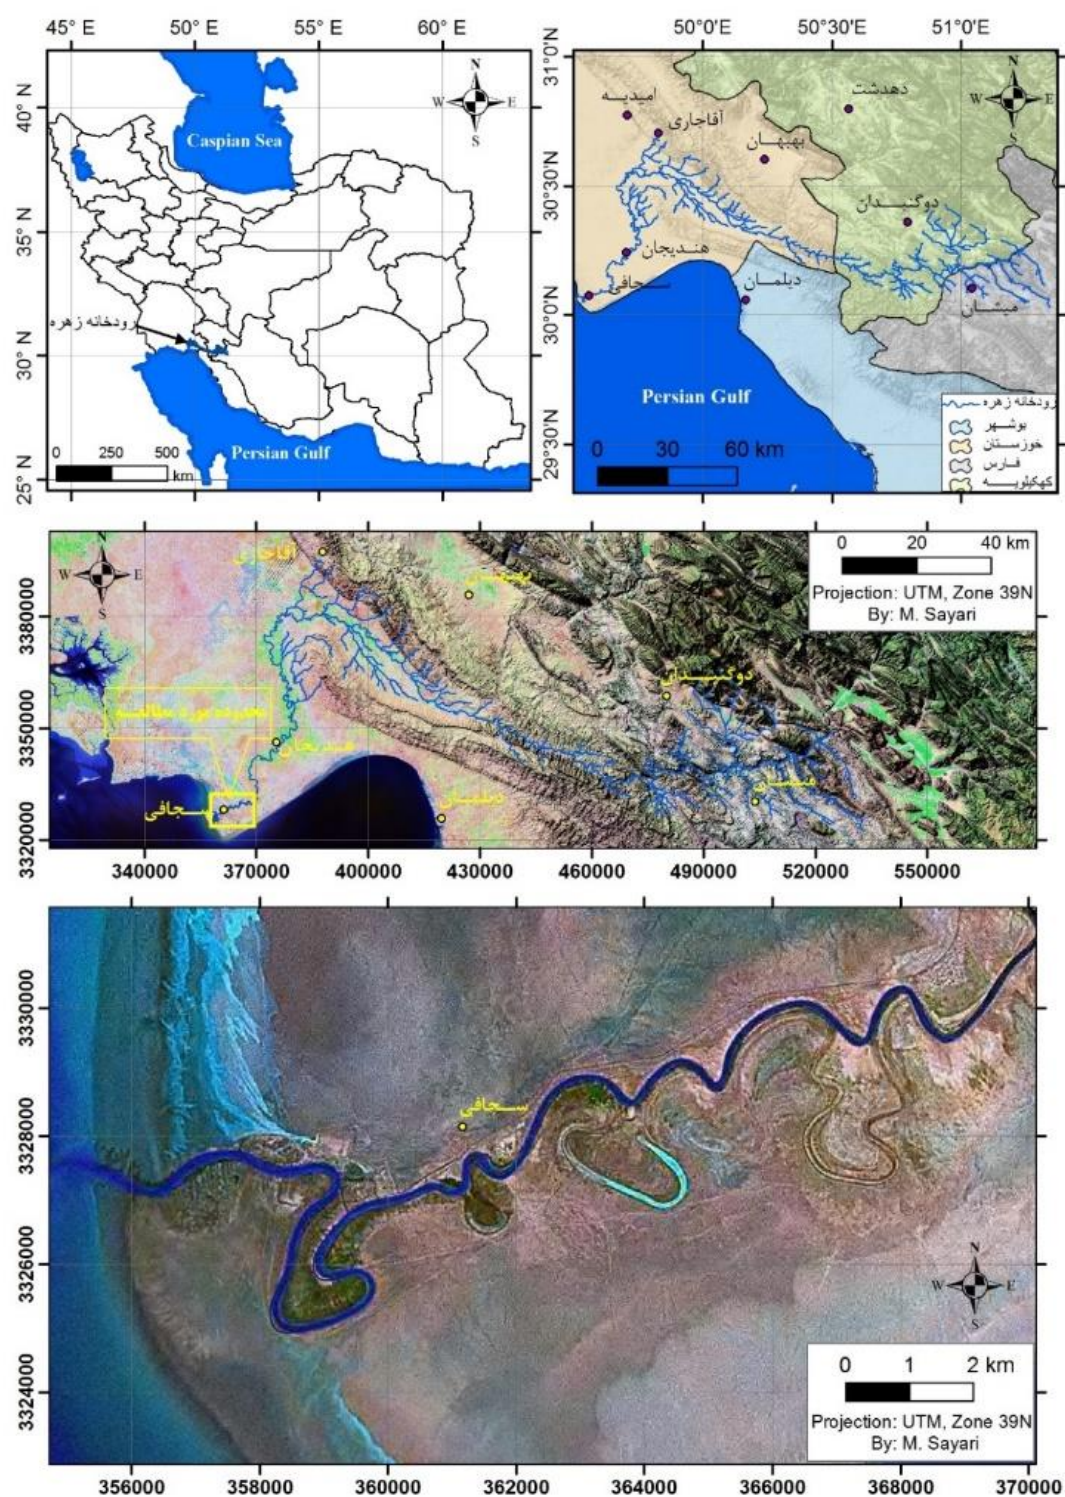 45° E 50° E 55° E 60° E
40° N
35° N
30° N
25° N
N
W E
S
Caspian Sea
رودخانه زهره
Persian Gulf
0 250 500
km
50°0'E 50°30'E 51°0'E
31°0'N
30°30'N
30°0'N
29°30'N
N
W E
S
دهدشت
امیدیه
آقاجاری
بهبهان
دوگنبدان
هندیجان
سجافی
دیلمان
میشان
Persian Gulf
0 30 60 km
رودخانه زهره
بوشهر
خوزستان
فارس
کهکیلویه
N
W E
S
آقاجاری
بهبهان
0 20 40 km
Projection: UTM, Zone 39N
By: M. Sayari
دوگنبدان
محدوده مورد مطالعه
هندیجان
میشان
سجافی
دیلمان
3380000
3350000
3320000
340000 370000 400000 430000 460000 490000 520000 550000
3330000
3328000
3326000
3324000
سجافی
N
W E
S
0 1 2 km
Projection: UTM, Zone 39N
By: M. Sayari
356000 358000 360000 362000 364000 366000 368000 370000